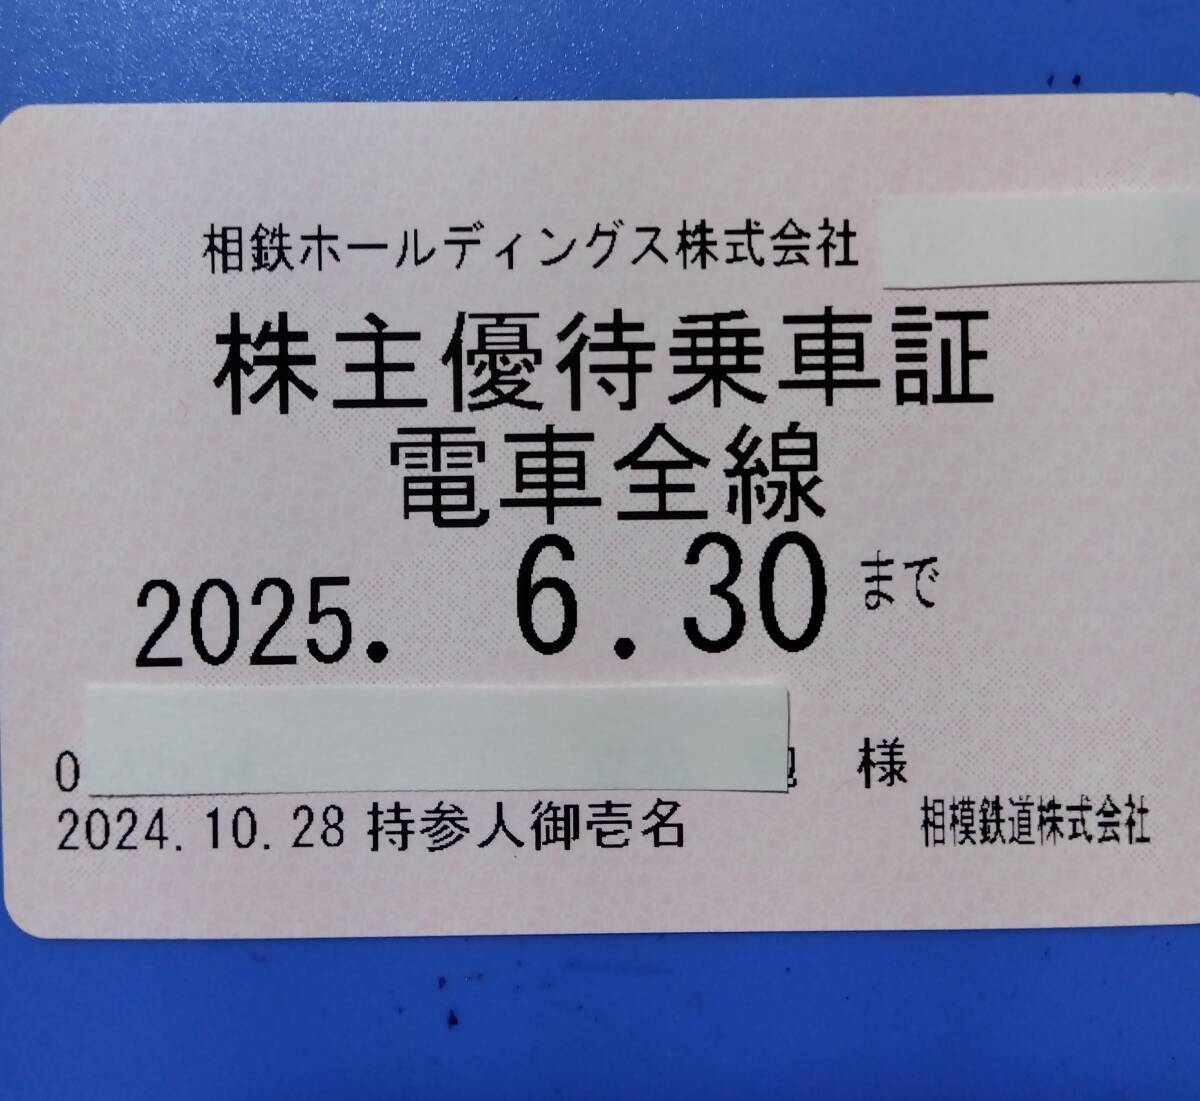 相鉄ホールディングス株式会社
株主優待乗車証
電車全線
2025. 6.30まで
0 様
2024.10.28 持参人御壱名
相模鉄道株式会社